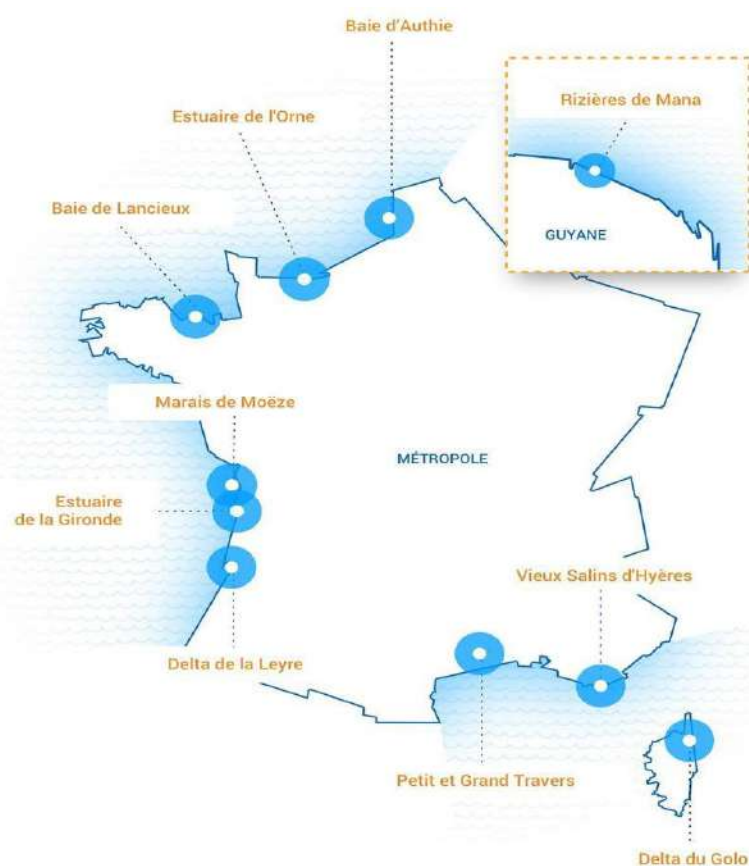 Baie d'Authie
Rizières de Mana
Estuaire de l'Orne
Baie de Lancieux
GUYANE
Marais de Moëze
MÉTROPOLE
Estuaire
de la Gironde
Vieux Salins d'Hyères
Delta de la Leyre
Petit et Grand Travers
Delta du Golo